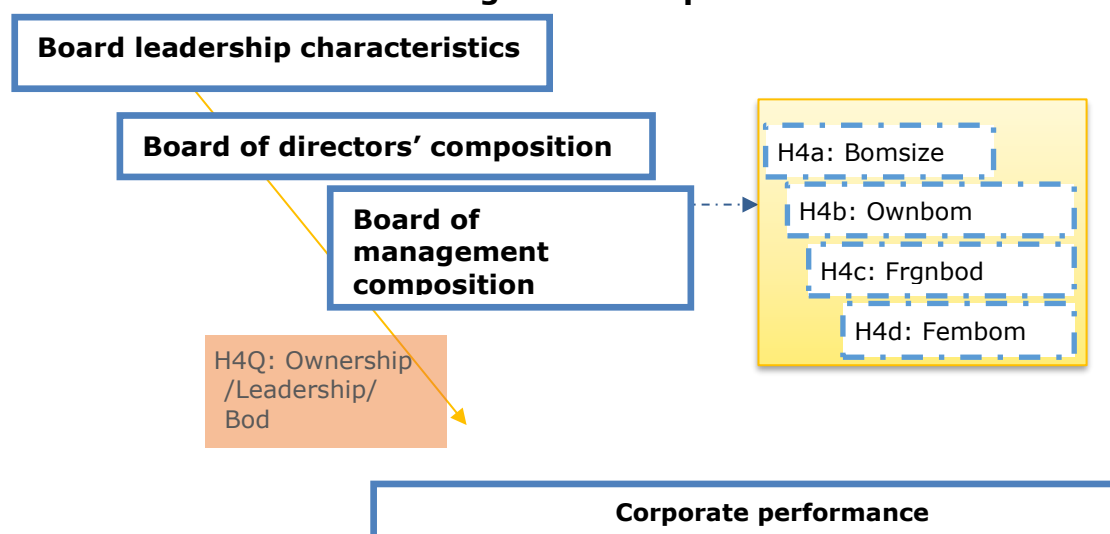 Board leadership characteristics
Board of directors’ composition
Board of
management
composition
H4a: Bomsize
H4b: Ownbom
H4c: Frgnbod
H4d: Fembom
H4Q: Ownership
/Leadership/
Bod
Corporate performance